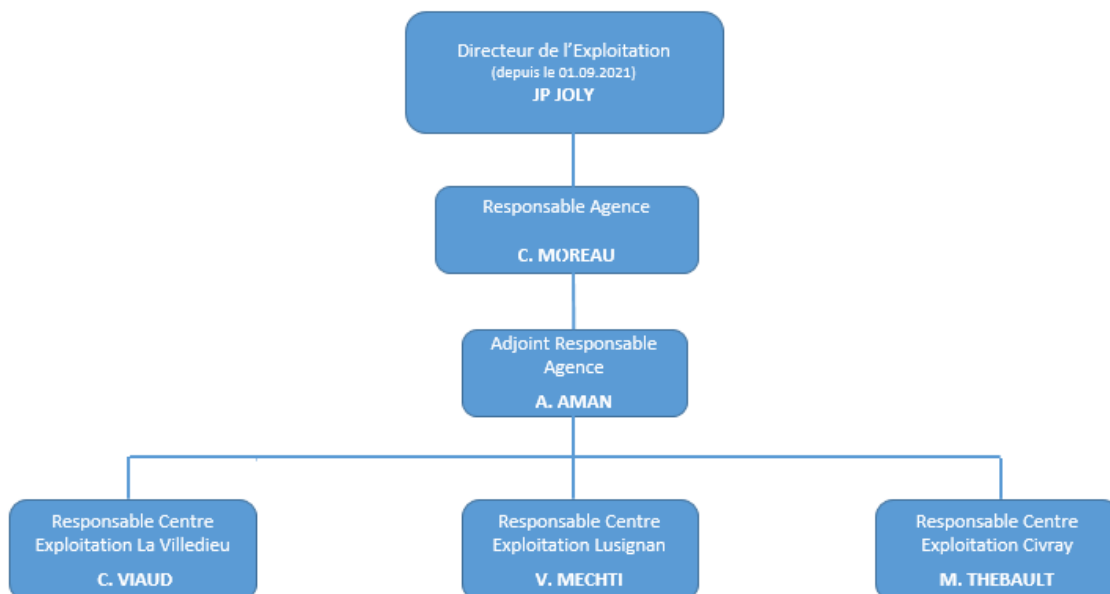 Directeur de l’Exploitation
(depuis le 01.09.2021)
JP JOLY
Responsable Agence
C. MOREAU
Adjoint Responsable
Agence
A. AMAN
Responsable Centre
Exploitation La Villedieu
C. VIAUD
Responsable Centre
Exploitation Lusignan
V. MECHTI
Responsable Centre
Exploitation Civray
M. THEBAULT